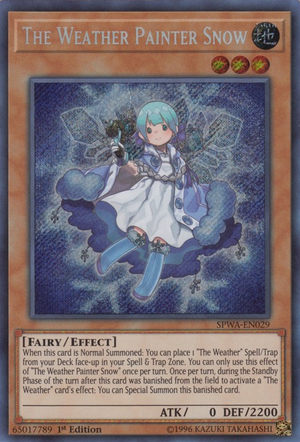 THE WEATHER PAINTER SNOW
SPWA-EN029
[FAIRY/EFFECT]
When this card is Normal Summoned: You can place 1 "The Weather" Spell/Trap
from your Deck face-up in your Spell & Trap Zone. You can only use this effect
of "The Weather Painter Snow" once per turn. Once per turn, during the Standby
Phase of the turn after this card was banished from the field to activate a "The
Weather" card's effect: You can Special Summon this banished card.
ATK/ 0 DEF/2200
65017789 1st Edition ©1996 KAZUKI TAKAHASHI